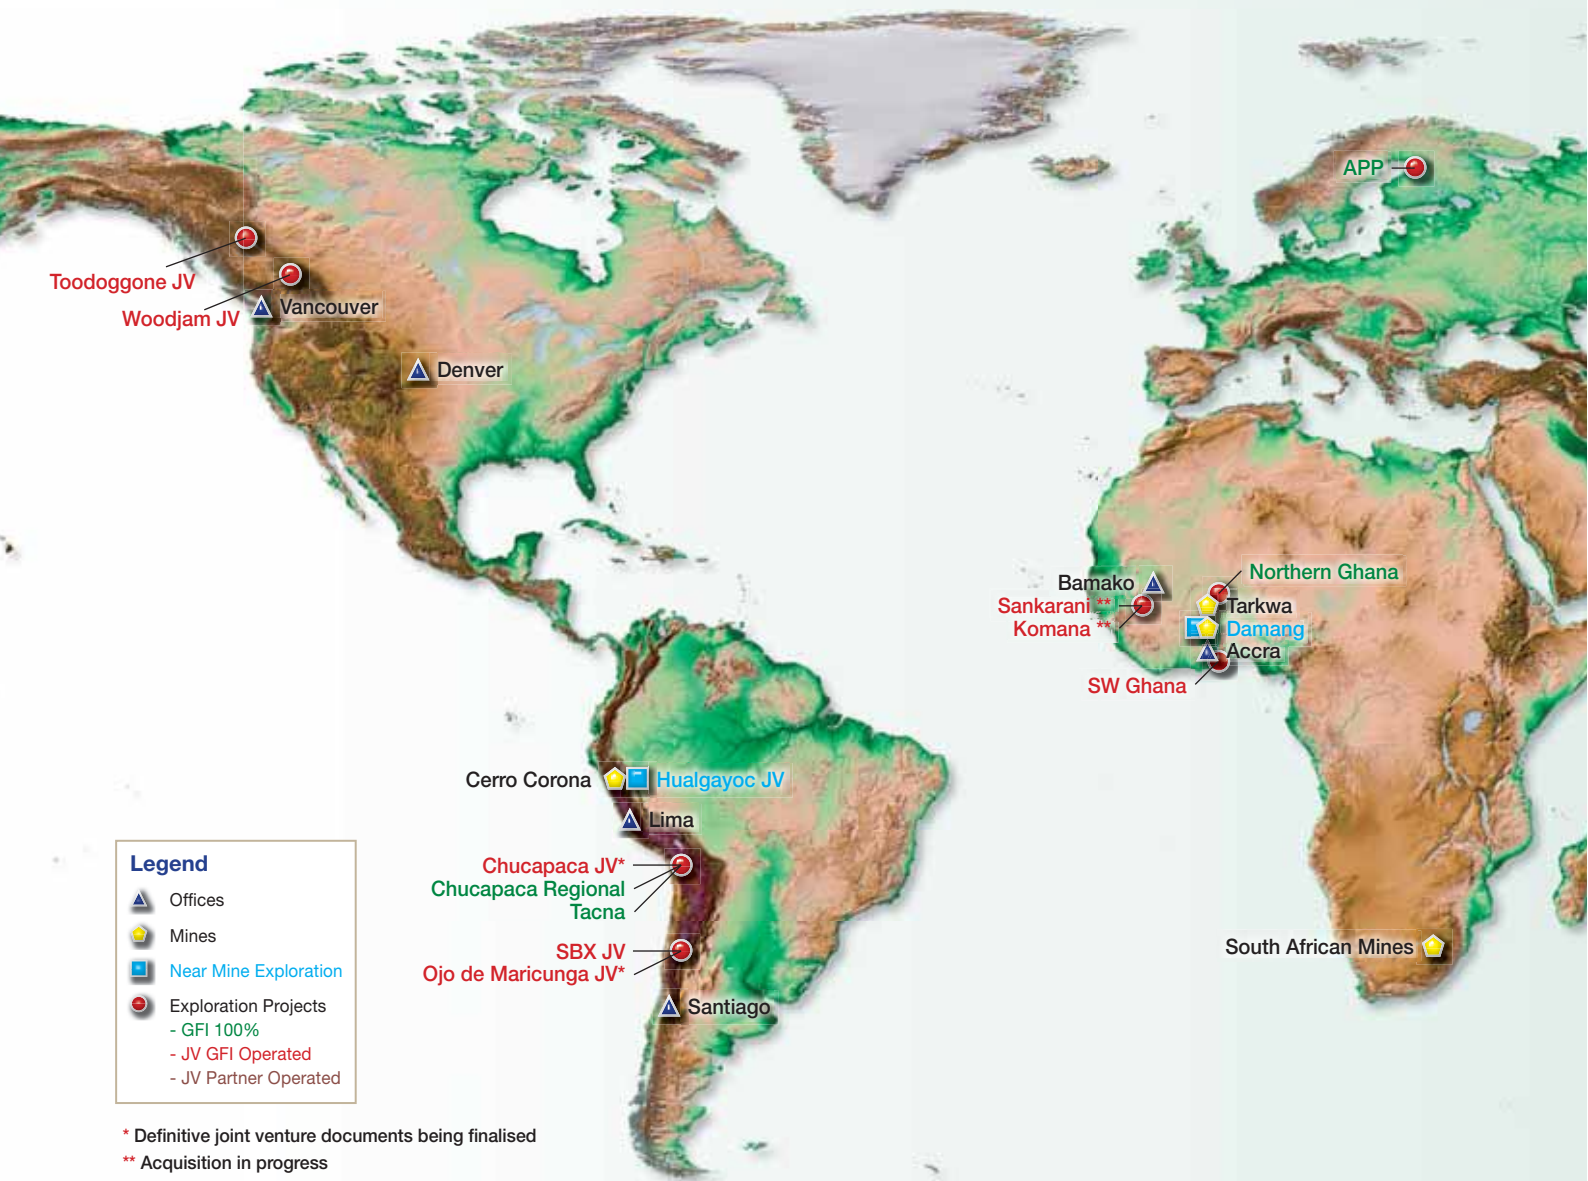 APP
Toodoggone JV
Woodjam JV
Vancouver
Denver
Northern Ghana
Bamako
Sankarani **
Tarkwa
Komana **
Damang
Accra
SW Ghana
Cerro Corona
Hualgayoc JV
Lima
Chucapaca JV*
Chucapaca Regional
Tacna
South African Mines
SBX JV
Ojo de Maricunga JV*
Santiago
Legend
Offices
Mines
Near Mine Exploration
Exploration Projects
- GFI 100%
- JV GFI Operated
- JV Partner Operated
* Definitive joint venture documents being finalised
** Acquisition in progress